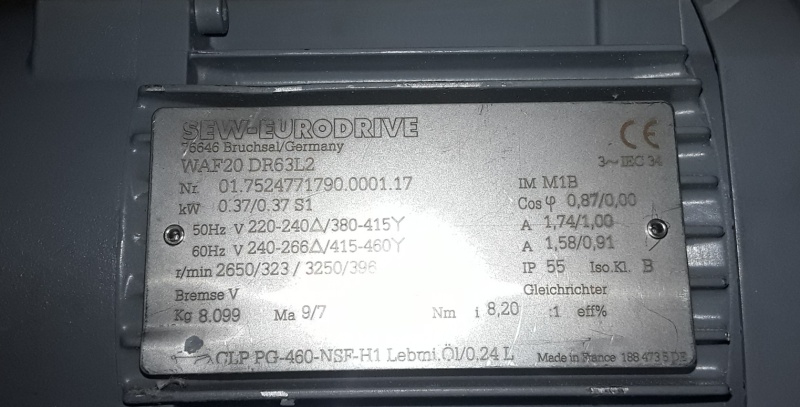 SEW-EURODRIVE
76646 Bruchsal/Germany
CE
WAF20 DR63L2
3~ IEC 34
Nr. 01.7524771790.0001.17
IM M1B
kW 0.37/0.37 S1
Cos φ 0,87/0,00
50Hz V 220-240Δ/380-415Y
A 1,74/1,00
60Hz V 240-266Δ/415-460Y
A 1,58/0,91
r/min 2650/323 / 3250/396
IP 55 Iso.Kl. B
Bremse V
Gleichrichter
Kg 8.099 Ma 9/7 Nm i 8,20 :1 eff%
CLP PG-460-NSF-H1 Lebmi.Öl/0,24 L
Made in France 188 473 5.DE